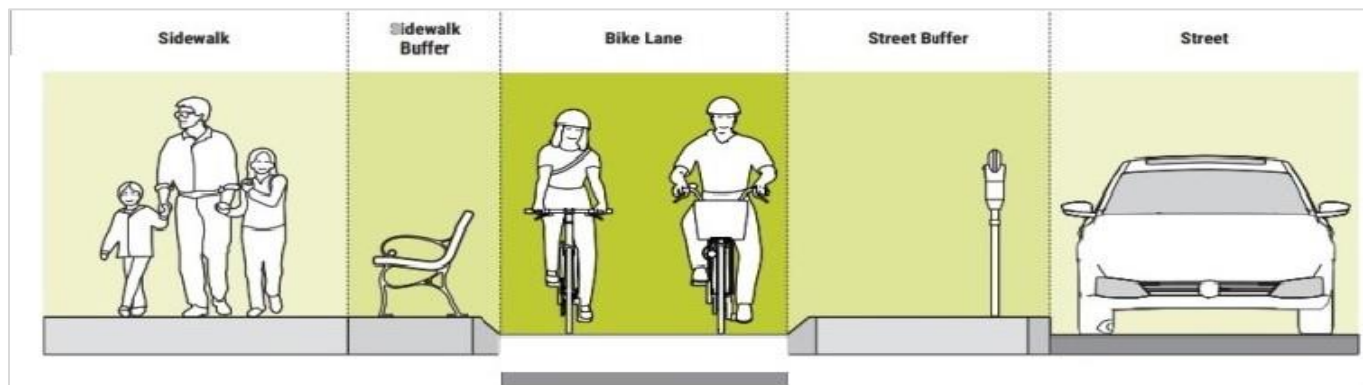 Sidewalk
Sidewalk
Buffer
Bike Lane
Street Buffer
Street